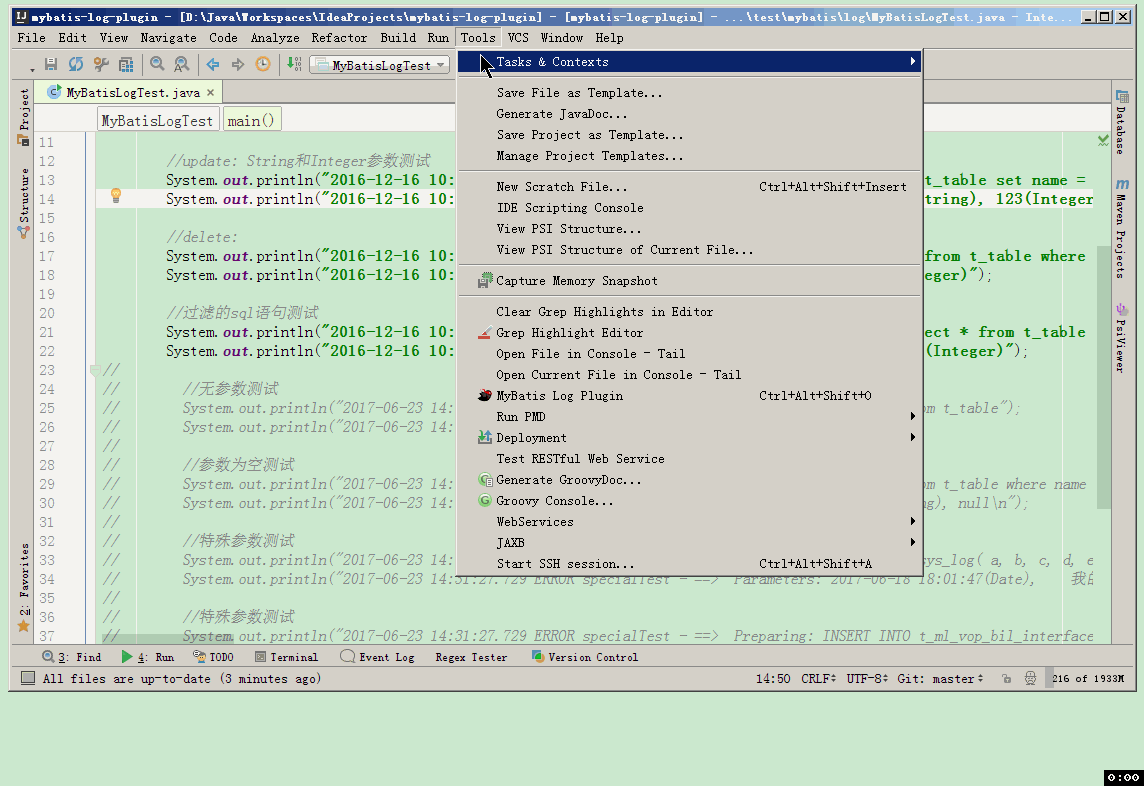 mybatis-log-plugin - [D:\Java\Workspaces\IdeaProjects\mybatis-log-plugin] - [mybatis-log-plugin] - ...\test\mybatis\log\MyBatisLogTest.java - Inte...
File Edit View Navigate Code Analyze Refactor Build Run Tools VCS Window Help
MyBatisLogTest
MyBatisLogTest.java
MyBatisLogTest main()
Project
Structure
2: Favorites
Database
Maven Projects
PsiViewer
Tasks & Contexts
Save File as Template...
Generate JavaDoc...
Save Project as Template...
Manage Project Templates...
New Scratch File... Ctrl+Alt+Shift+Insert
IDE Scripting Console
View PSI Structure...
View PSI Structure of Current File...
Capture Memory Snapshot
Clear Grep Highlights in Editor
Grep Highlight Editor
Open File in Console - Tail
Open Current File in Console - Tail
MyBatis Log Plugin Ctrl+Alt+Shift+O
Run PMD
Deployment
Test RESTful Web Service
Generate GroovyDoc...
Groovy Console...
WebServices
JAXB
Start SSH session... Ctrl+Alt+Shift+A
11
12 //update: String和Integer参数测试
13 System.out.println("2016-12-16 10: t_table set name =
14 System.out.println("2016-12-16 10: tring), 123(Integer
15
16 //delete:
17 System.out.println("2016-12-16 10: from t_table where
18 System.out.println("2016-12-16 10: eger)");
19
20 //过滤的sql语句测试
21 System.out.println("2016-12-16 10: ect * from t_table
22 System.out.println("2016-12-16 10: (Integer)");
23 //
24 // //无参数测试
25 // System.out.println("2017-06-23 14: om t_table");
26 // System.out.println("2017-06-23 14:
27 //
28 // //参数为空测试
29 // System.out.println("2017-06-23 14: om t_table where name
30 // System.out.println("2017-06-23 14: ng), null\n");
31 //
32 // //特殊参数测试
33 // System.out.println("2017-06-23 14: sys_log( a, b, c, d, e
34 // System.out.println("2017-06-23 14:31:27.729 ERROR specialTest - ==> Parameters: 2017-06-18 18:01:47(Date), 我的
35 //
36 // //特殊参数测试
37 // System.out.println("2017-06-23 14:31:27.729 ERROR specialTest - ==> Preparing: INSERT INTO t_ml_vop_bil_interface
3: Find 4: Run TODO Terminal Event Log Regex Tester Version Control
All files are up-to-date (3 minutes ago) 14:50 CRLF UTF-8 Git: master 216 of 1933M
0:00